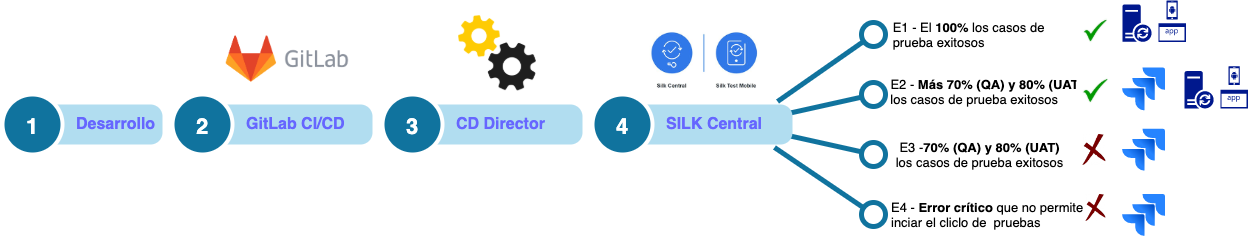 1 Desarrollo
2 GitLab CI/CD
GitLab
3 CD Director
4 SILK Central
Silk Central
Silk Test Mobile
E1 - El 100% los casos de
prueba exitosos
app
E2 - Más 70% (QA) y 80% (UAT
los casos de prueba exitosos
app
E3 -70% (QA) y 80% (UAT)
los casos de prueba exitosos
E4 - Error crítico que no permite
inciar el cliclo de pruebas